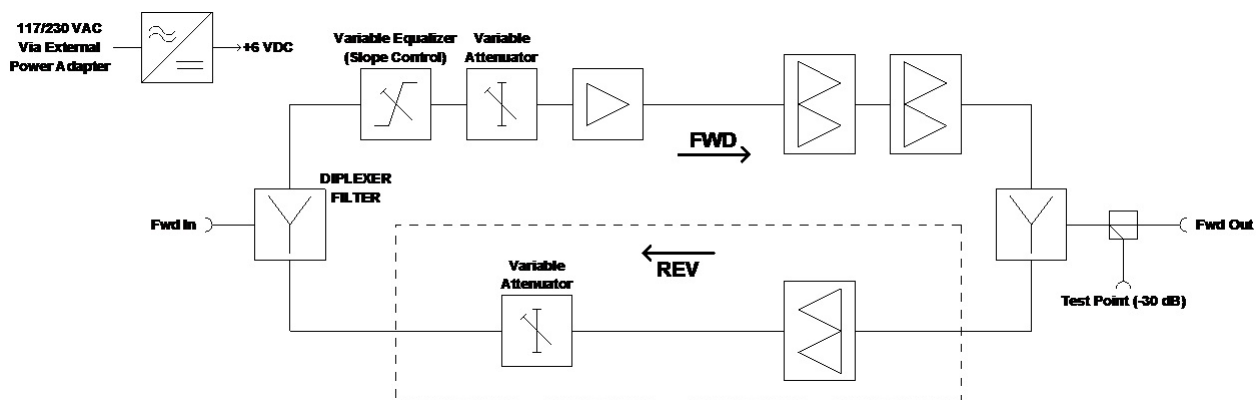 117/230 VAC
Via External
Power Adapter
+6 VDC
Variable Equalizer
(Slope Control)
Variable
Attenuator
FWD
DIPLEXER
FILTER
Fwd In
Fwd Out
REV
Variable
Attenuator
Test Point (-30 dB)